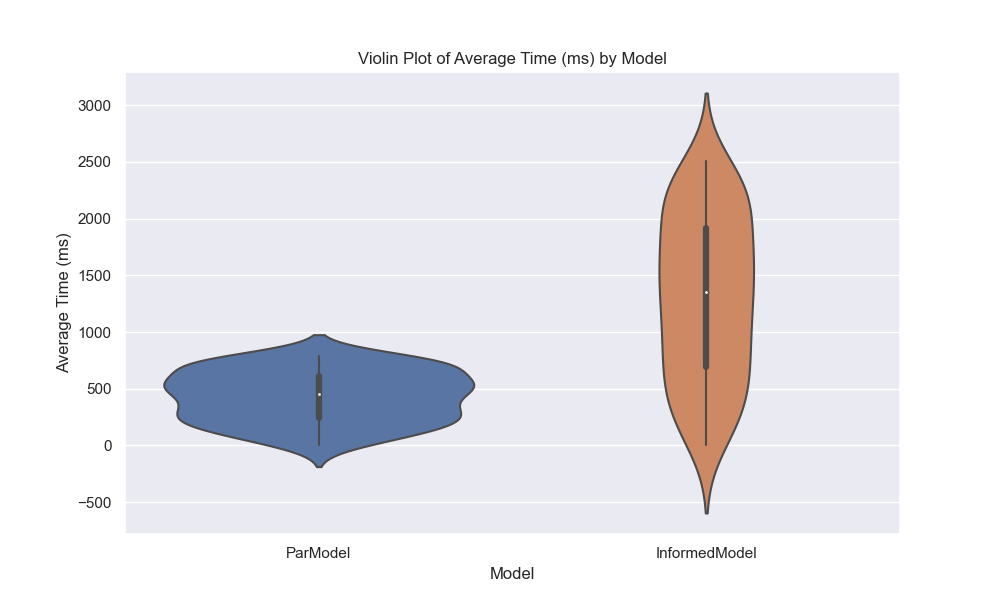 Violin Plot of Average Time (ms) by Model
3000
2500
2000
1500
1000
500
0
−500
Average Time (ms)
ParModel
InformedModel
Model